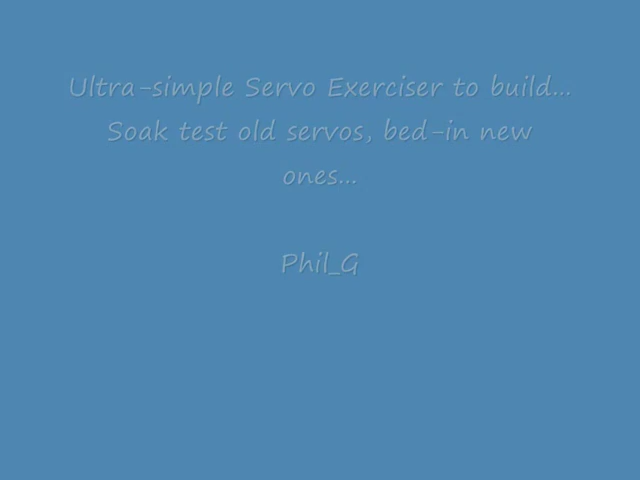 Ultra-simple Servo Exerciser to build...
Soak test old servos, bed-in new
ones...
Phil_G